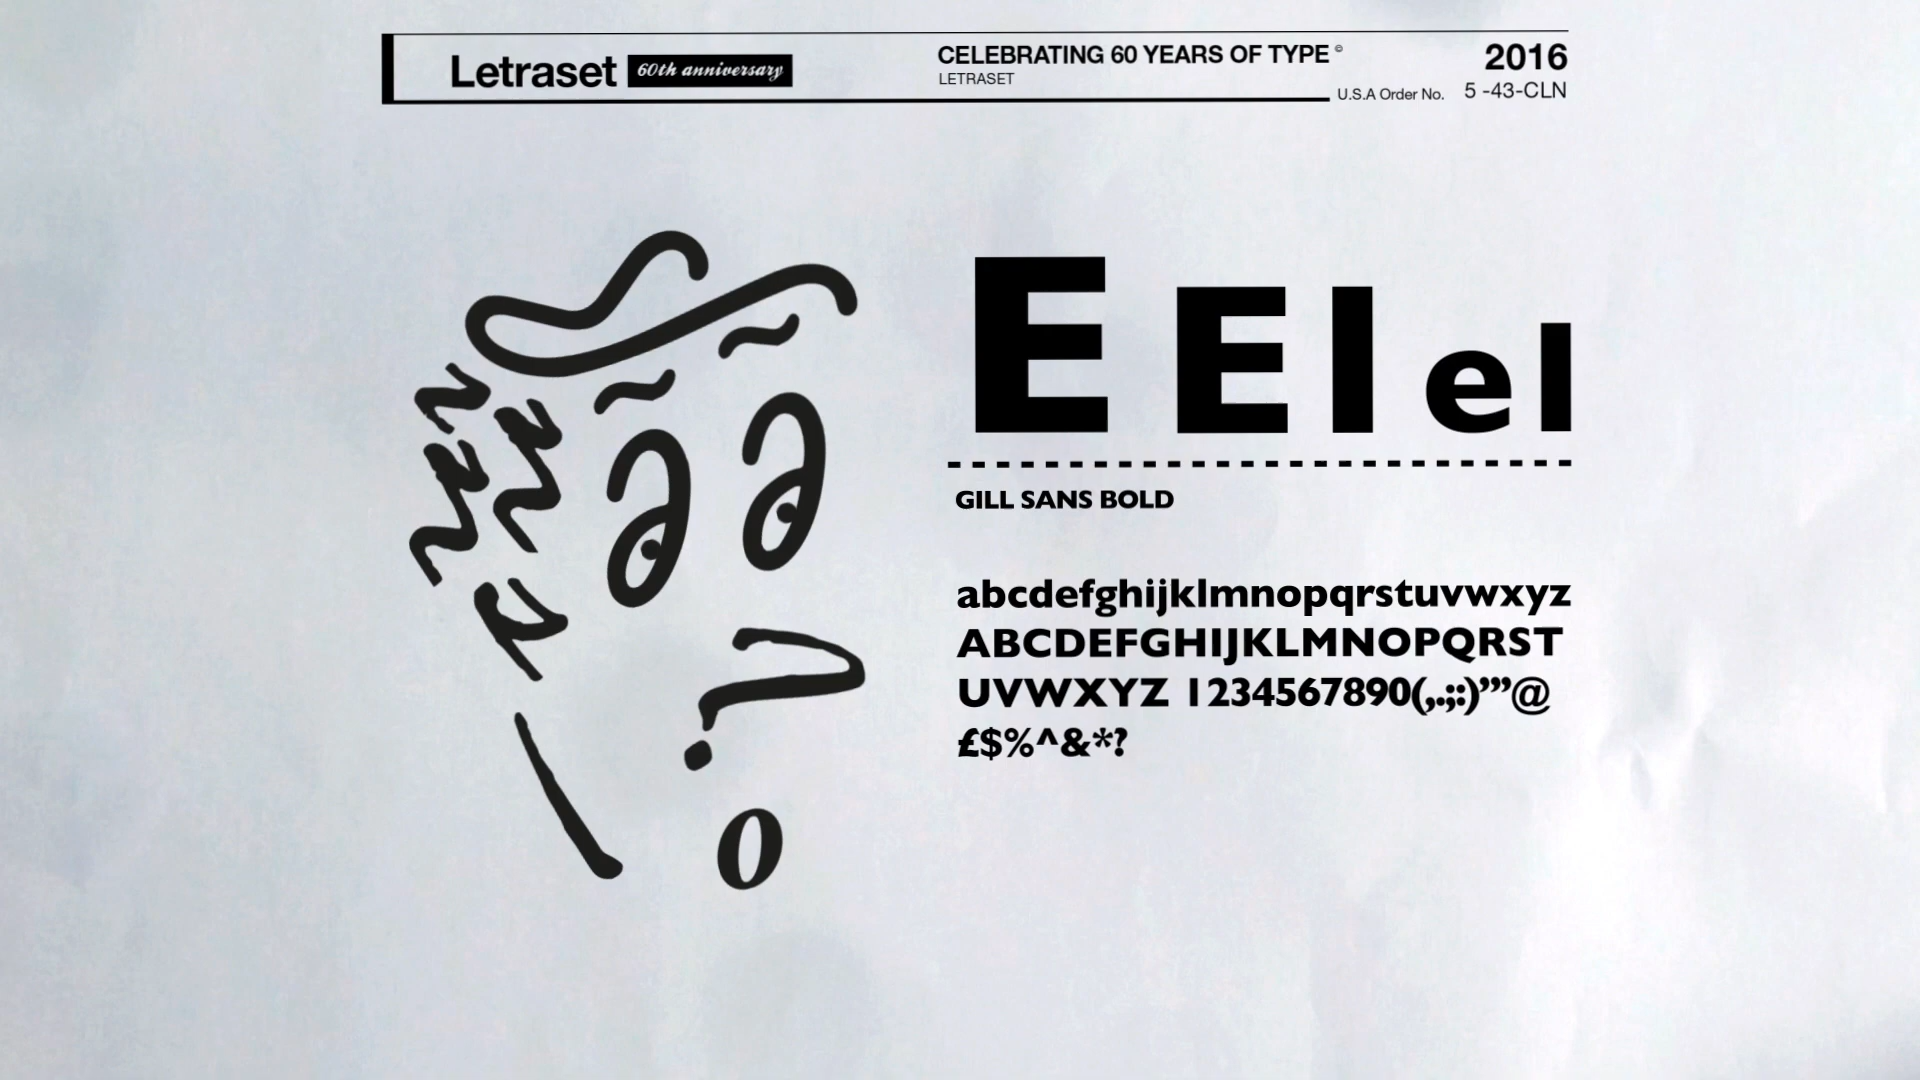 Letraset 60th anniversary
CELEBRATING 60 YEARS OF TYPE ©
LETRASET
2016
U.S.A Order No. 5 -43-CLN
E EI el
GILL SANS BOLD
abcdefghijklmnopqrstuvwxyz
ABCDEFGHIJKLMNOPQRST
UVWXYZ 1234567890(,.;:)’”@
£$%^&*?